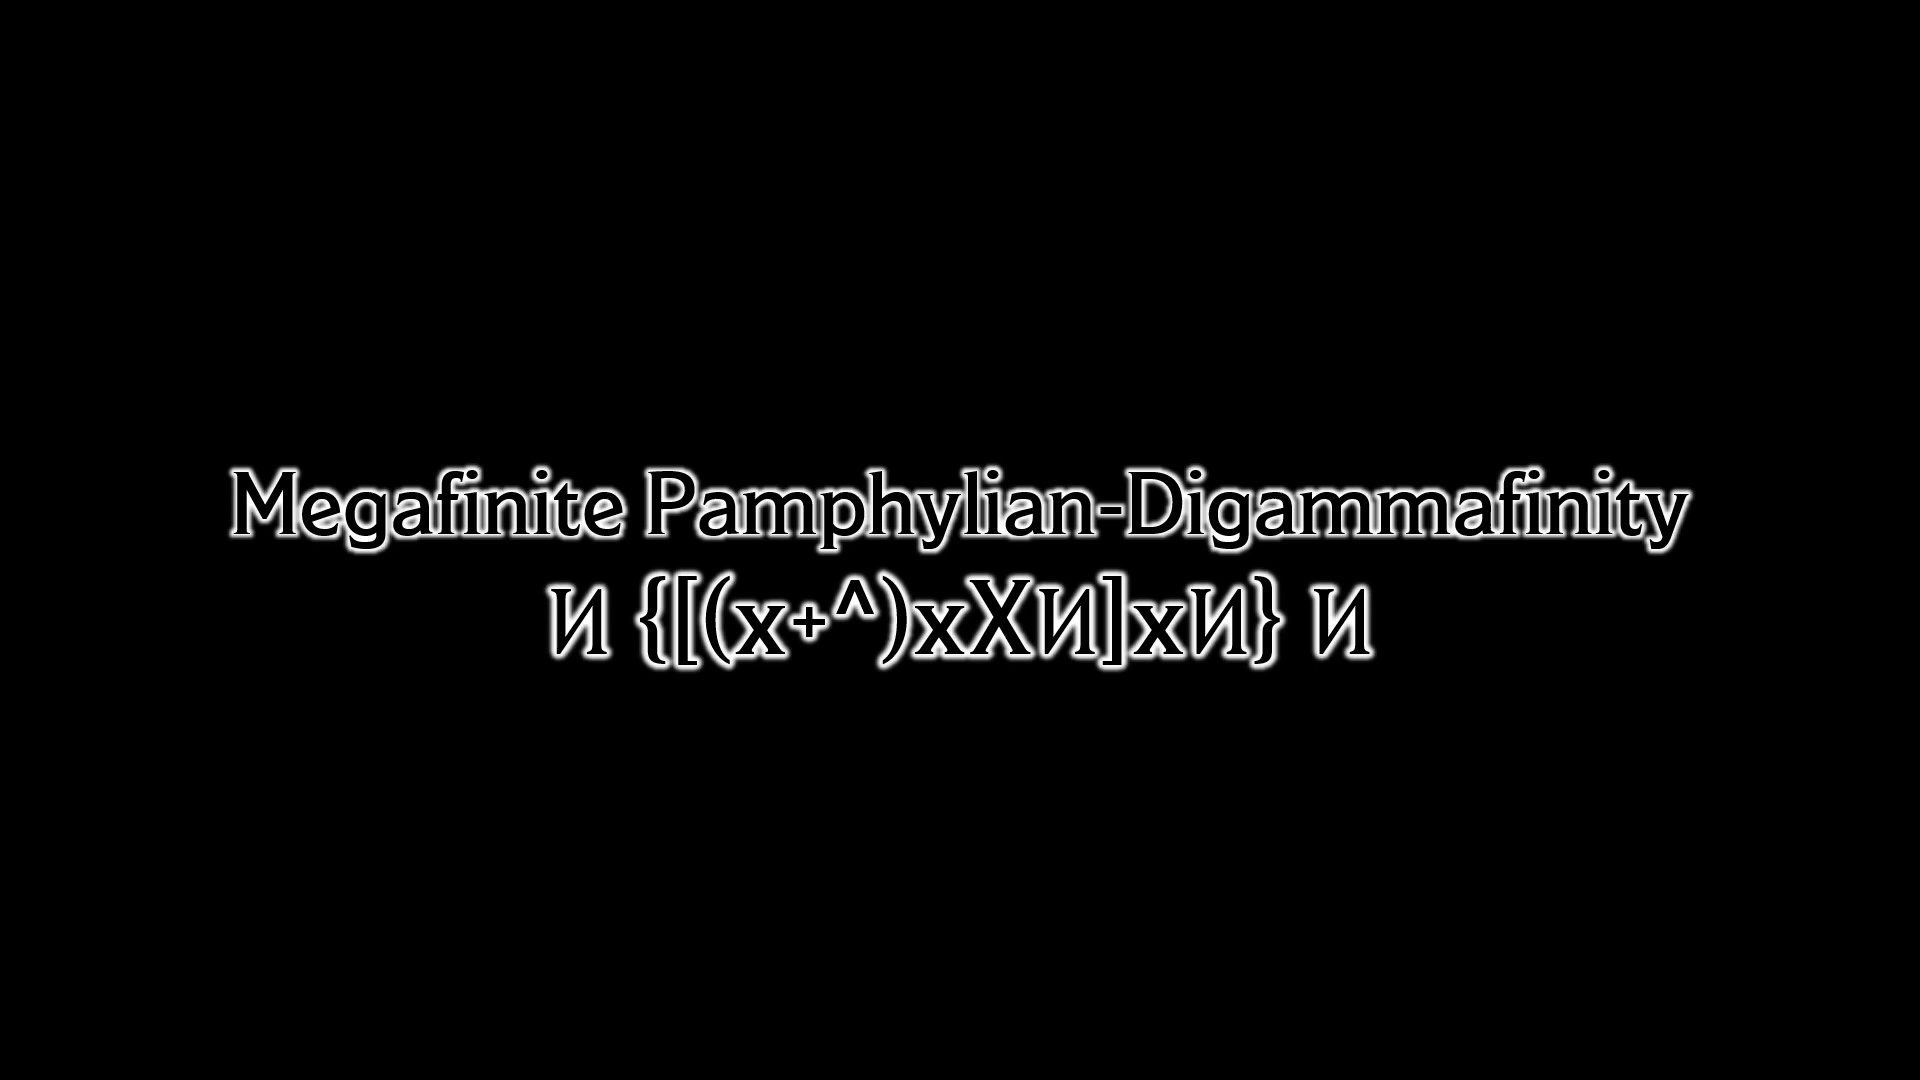 Megafinite Pamphylian-Digammafinity
И {[(x+^)xXИ]xИ} И